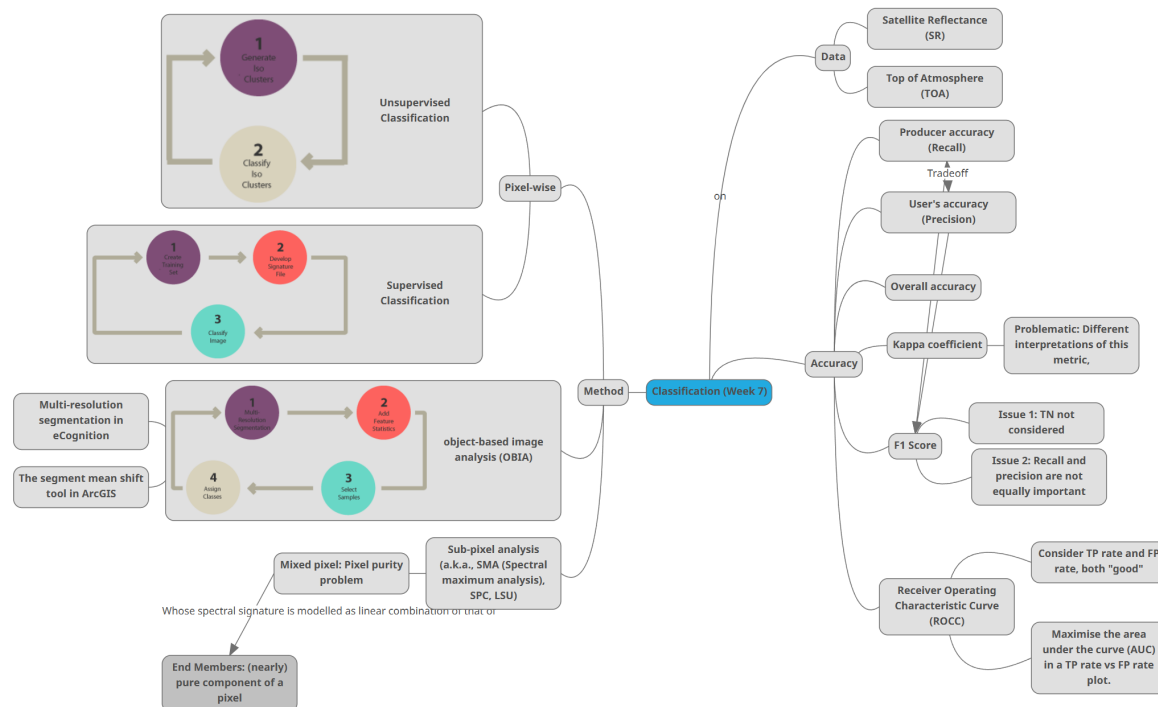 1
Generate
Iso
Clusters
2
Classify
Iso
Clusters
Unsupervised
Classification
Pixel-wise
1
Create
Training
Set
2
Develop
Signature
File
3
Classify
Image
Supervised
Classification
Multi-resolution
segmentation in
eCognition
The segment mean shift
tool in ArcGIS
1
Multi-
Resolution
Segmentation
2
Add
Feature
Statistics
4
Assign
Classes
3
Select
Samples
object-based image
analysis (OBIA)
Method
Classification (Week 7)
Mixed pixel: Pixel purity
problem
Sub-pixel analysis
(a.k.a., SMA (Spectral
maximum analysis),
SPC, LSU)
Whose spectral signature is modelled as linear combination of that of
End Members: (nearly)
pure component of a
pixel
on
Data
Satellite Reflectance
(SR)
Top of Atmosphere
(TOA)
Accuracy
Producer accuracy
(Recall)
Tradeoff
User's accuracy
(Precision)
Overall accuracy
Kappa coefficient
Problematic: Different
interpretations of this
metric,
F1 Score
Issue 1: TN not
considered
Issue 2: Recall and
precision are not
equally important
Receiver Operating
Characteristic Curve
(ROCC)
Consider TP rate and FP
rate, both "good"
Maximise the area
under the curve (AUC)
in a TP rate vs FP rate
plot.